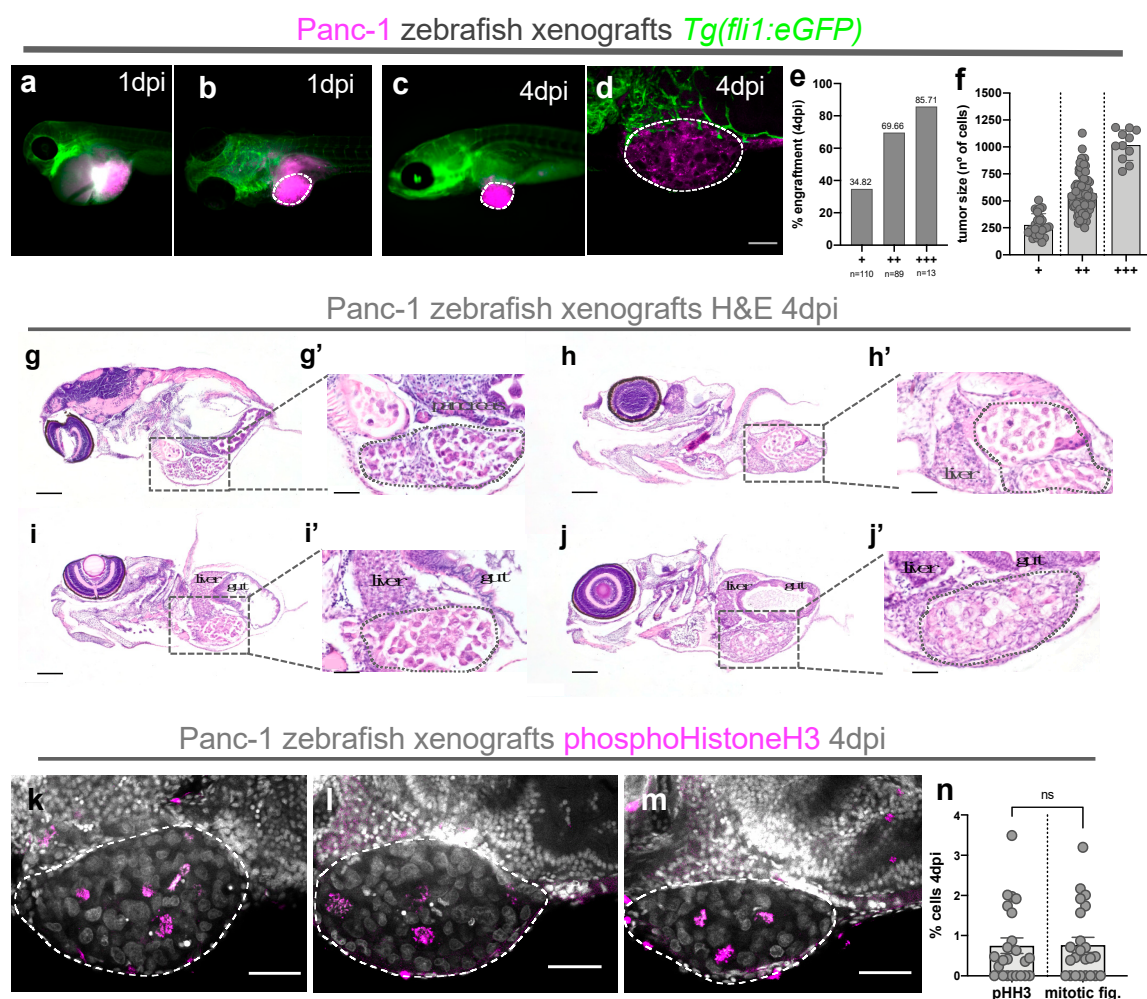 Panc-1 zebrafish xenografts Tg(fli1:eGFP)
a 1dpi
b 1dpi
c 4dpi
d 4dpi
e
% engraftment (4dpi)
100
80
60
40
20
0
34.82
69.66
85.71
+ ++ +++
n=110 n=89 n=13
f
tumor size (nº of cells)
1500
1250
1000
750
500
250
0
+ ++ +++
Panc-1 zebrafish xenografts H&E 4dpi
g
g’
pancreas
h
h’
liver
i
liver
gut
i’
liver
gut
j
liver
gut
j’
liver
gut
Panc-1 zebrafish xenografts phosphoHistoneH3 4dpi
k
l
m
n
ns
% cells 4dpi
4
3
2
1
0
pHH3 mitotic fig.